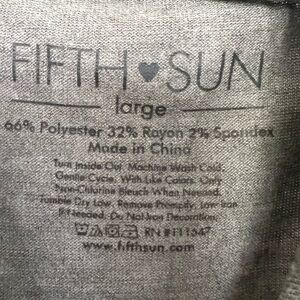 FIFTH SUN
large
66% Polyester 32% Rayon 2% Spandex
Made in China
Turn Inside Out. Machine Wash Cold,
Gentle Cycle. With Like Colors. Only
Non-Chlorine Bleach When Needed.
Tumble Dry Low. Remove Promptly. Low Iron
If Needed. Do Not Iron Decoration.
RN# 111547
www.fifthsun.com